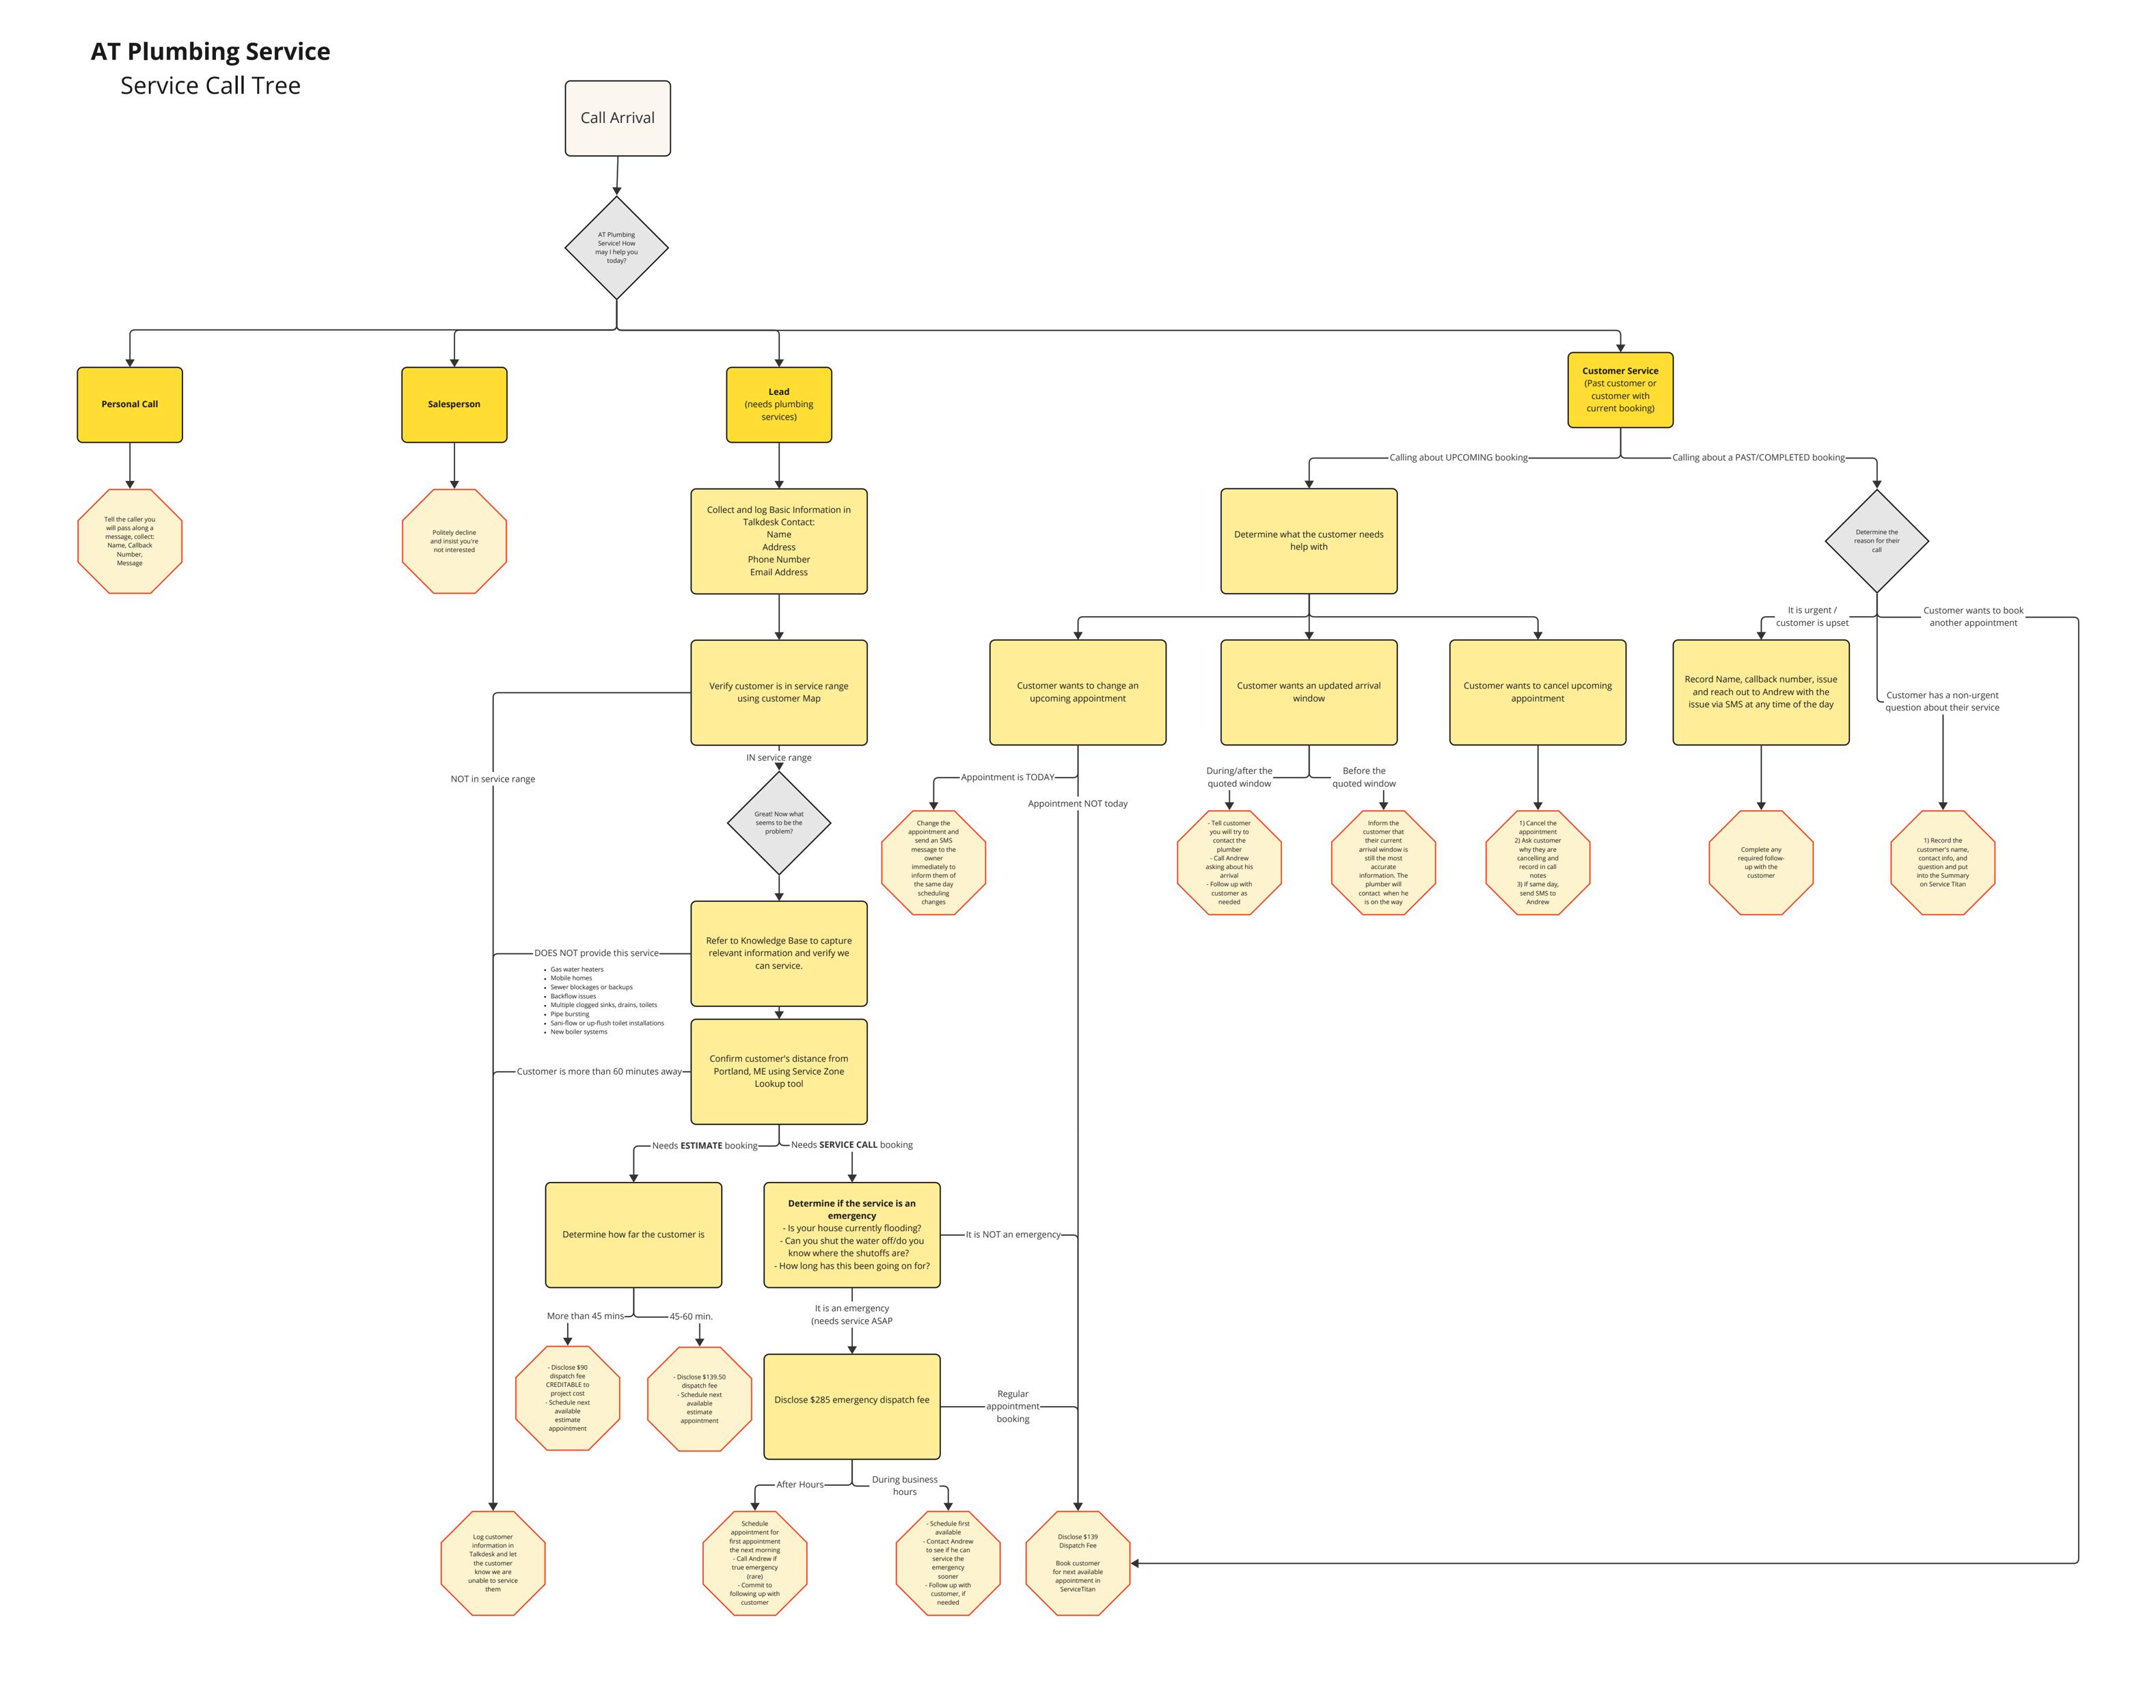 AT Plumbing Service
Service Call Tree
Call Arrival
AT Plumbing
Service! How
may I help you
today?
Personal Call
Salesperson
Lead
(needs plumbing
services)
Customer Service
(Past customer or
customer with
current booking)
Calling about UPCOMING booking
Calling about a PAST/COMPLETED booking
Tell the caller you
will pass along a
message, collect:
Name, Callback
Number,
Message
Politely decline
and insist you're
not interested
Collect and log Basic Information in
Talkdesk Contact:
Name
Address
Phone Number
Email Address
Determine what the customer needs
help with
Determine the
reason for their
call
It is urgent /
customer is upset
Customer wants to book
another appointment
Customer has a non-urgent
question about their service
Verify customer is in service range
using customer Map
Customer wants to change an
upcoming appointment
Customer wants an updated arrival
window
Customer wants to cancel upcoming
appointment
Record Name, callback number, issue
and reach out to Andrew with the
issue via SMS at any time of the day
NOT in service range
IN service range
Appointment is TODAY
Appointment NOT today
During/after the
quoted window
Before the
quoted window
Great! Now what
seems to be the
problem?
Change the
appointment and
send an SMS
message to the
owner
immediately to
inform them of
the same day
scheduling
changes
- Tell customer
you will try to
contact the
plumber
- Call Andrew
asking about his
arrival
- Follow up with
customer as
needed
Inform the
customer that
their current
arrival window is
still the most
accurate
information. The
plumber will
contact when he
is on the way
1) Cancel the
appointment
2) Ask customer
why they are
cancelling and
record in call
notes
3) If same day,
send SMS to
Andrew
Complete any
required follow-
up with the
customer
1) Record the
customer's name,
contact info, and
question and put
into the Summary
on Service Titan
Refer to Knowledge Base to capture
relevant information and verify we
can service.
DOES NOT provide this service
• Gas water heaters
• Mobile homes
• Sewer blockages or backups
• Backflow issues
• Multiple clogged sinks, drains, toilets
• Pipe bursting
• Sani-flow or up-flush toilet installations
• New boiler systems
Confirm customer's distance from
Portland, ME using Service Zone
Lookup tool
Customer is more than 60 minutes away
Needs ESTIMATE booking
Needs SERVICE CALL booking
Determine how far the customer is
Determine if the service is an
emergency
- Is your house currently flooding?
- Can you shut the water off/do you
know where the shutoffs are?
- How long has this been going on for?
It is NOT an emergency
More than 45 mins
45-60 min.
It is an emergency
(needs service ASAP
- Disclose $90
dispatch fee
CREDITABLE to
project cost
- Schedule next
available
estimate
appointment
- Disclose $139.50
dispatch fee
- Schedule next
available
estimate
appointment
Disclose $285 emergency dispatch fee
Regular
appointment
booking
After Hours
During business
hours
Log customer
information in
Talkdesk and let
the customer
know we are
unable to service
them
Schedule
appointment for
first appointment
the next morning
- Call Andrew if
true emergency
(rare)
- Commit to
following up with
customer
- Schedule first
available
- Contact Andrew
to see if he can
service the
emergency
sooner
- Follow up with
customer, if
needed
Disclose $139
Dispatch Fee
Book customer
for next available
appointment in
ServiceTitan